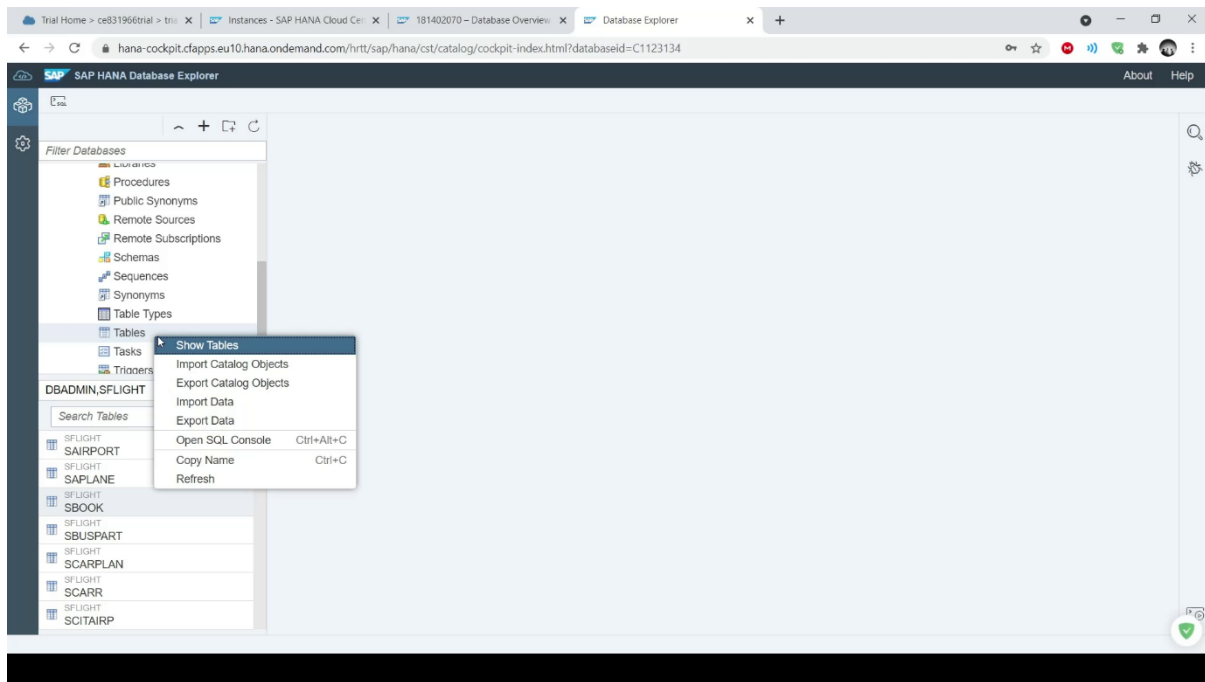 Trial Home > ce831966trial > tria
Instances - SAP HANA Cloud Cen
181402070 – Database Overview
Database Explorer
hana-cockpit.cfapps.eu10.hana.ondemand.com/hrtt/sap/hana/cst/catalog/cockpit-index.html?databaseid=C1123134
SAP SAP HANA Database Explorer
About Help
SQL
Filter Databases
Libraries
Procedures
Public Synonyms
Remote Sources
Remote Subscriptions
Schemas
Sequences
Synonyms
Table Types
Tables
Tasks
Triggers
Show Tables
Import Catalog Objects
Export Catalog Objects
Import Data
Export Data
Open SQL Console Ctrl+Alt+C
Copy Name Ctrl+C
Refresh
DBADMIN,SFLIGHT
Search Tables
SFLIGHT
SAIRPORT
SFLIGHT
SAPLANE
SFLIGHT
SBOOK
SFLIGHT
SBUSPART
SFLIGHT
SCARPLAN
SFLIGHT
SCARR
SFLIGHT
SCITAIRP